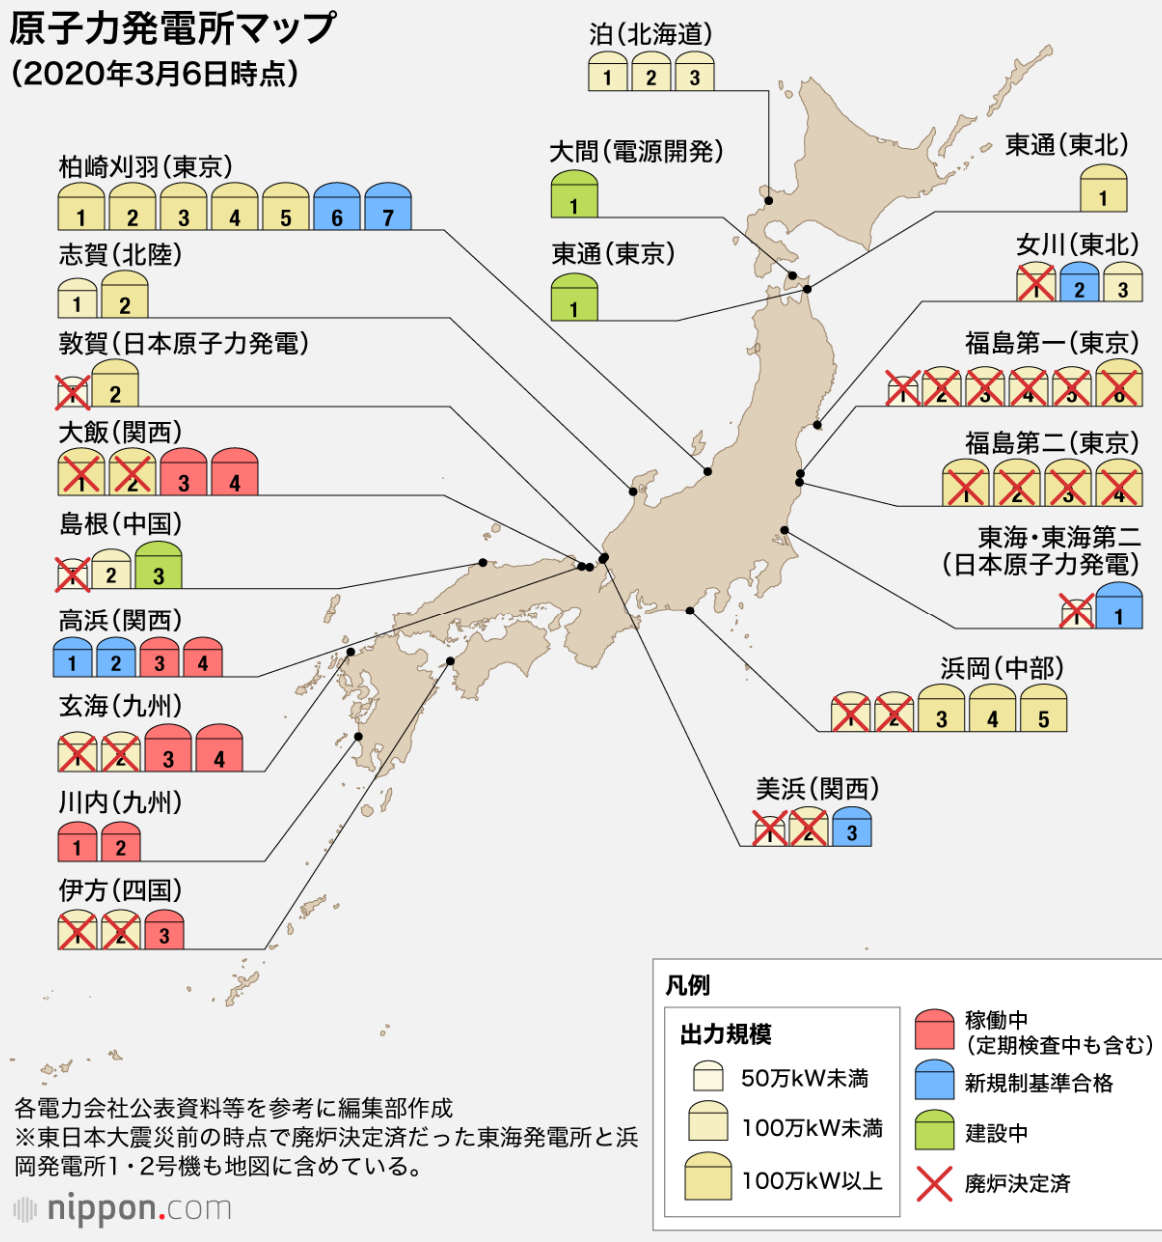 原子力発電所マップ
（2020年3月6日時点）
泊（北海道）
1 2 3
大間（電源開発）
1
東通（東京）
1
東通（東北）
1
女川（東北）
1 2 3
福島第一（東京）
1 2 3 4 5 6
福島第二（東京）
1 2 3 4
東海・東海第二
（日本原子力発電）
1 1
浜岡（中部）
1 2 3 4 5
美浜（関西）
1 2 3
柏崎刈羽（東京）
1 2 3 4 5 6 7
志賀（北陸）
1 2
敦賀（日本原子力発電）
1 2
大飯（関西）
1 2 3 4
島根（中国）
1 2 3
高浜（関西）
1 2 3 4
玄海（九州）
1 2 3 4
川内（九州）
1 2
伊方（四国）
1 2 3
凡例
出力規模
50万kW未満
100万kW未満
100万kW以上
稼働中
（定期検査中も含む）
新規制基準合格
建設中
廃炉決定済
各電力会社公表資料等を参考に編集部作成
※東日本大震災前の時点で廃炉決定済だった東海発電所と浜
岡発電所1・2号機も地図に含めている。
nippon.com